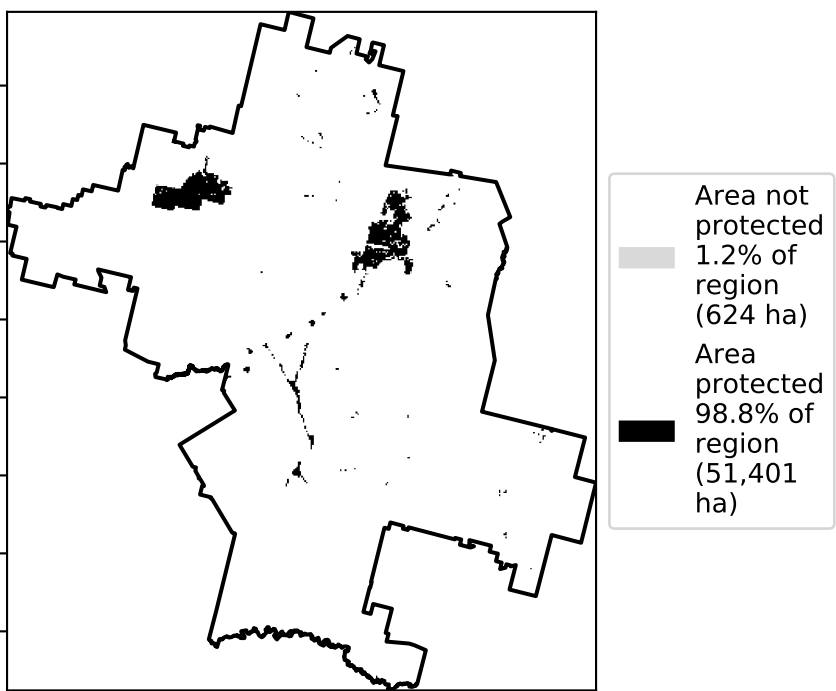 Area not
protected
1.2% of
region
(624 ha)
Area
protected
98.8% of
region
(51,401
ha)